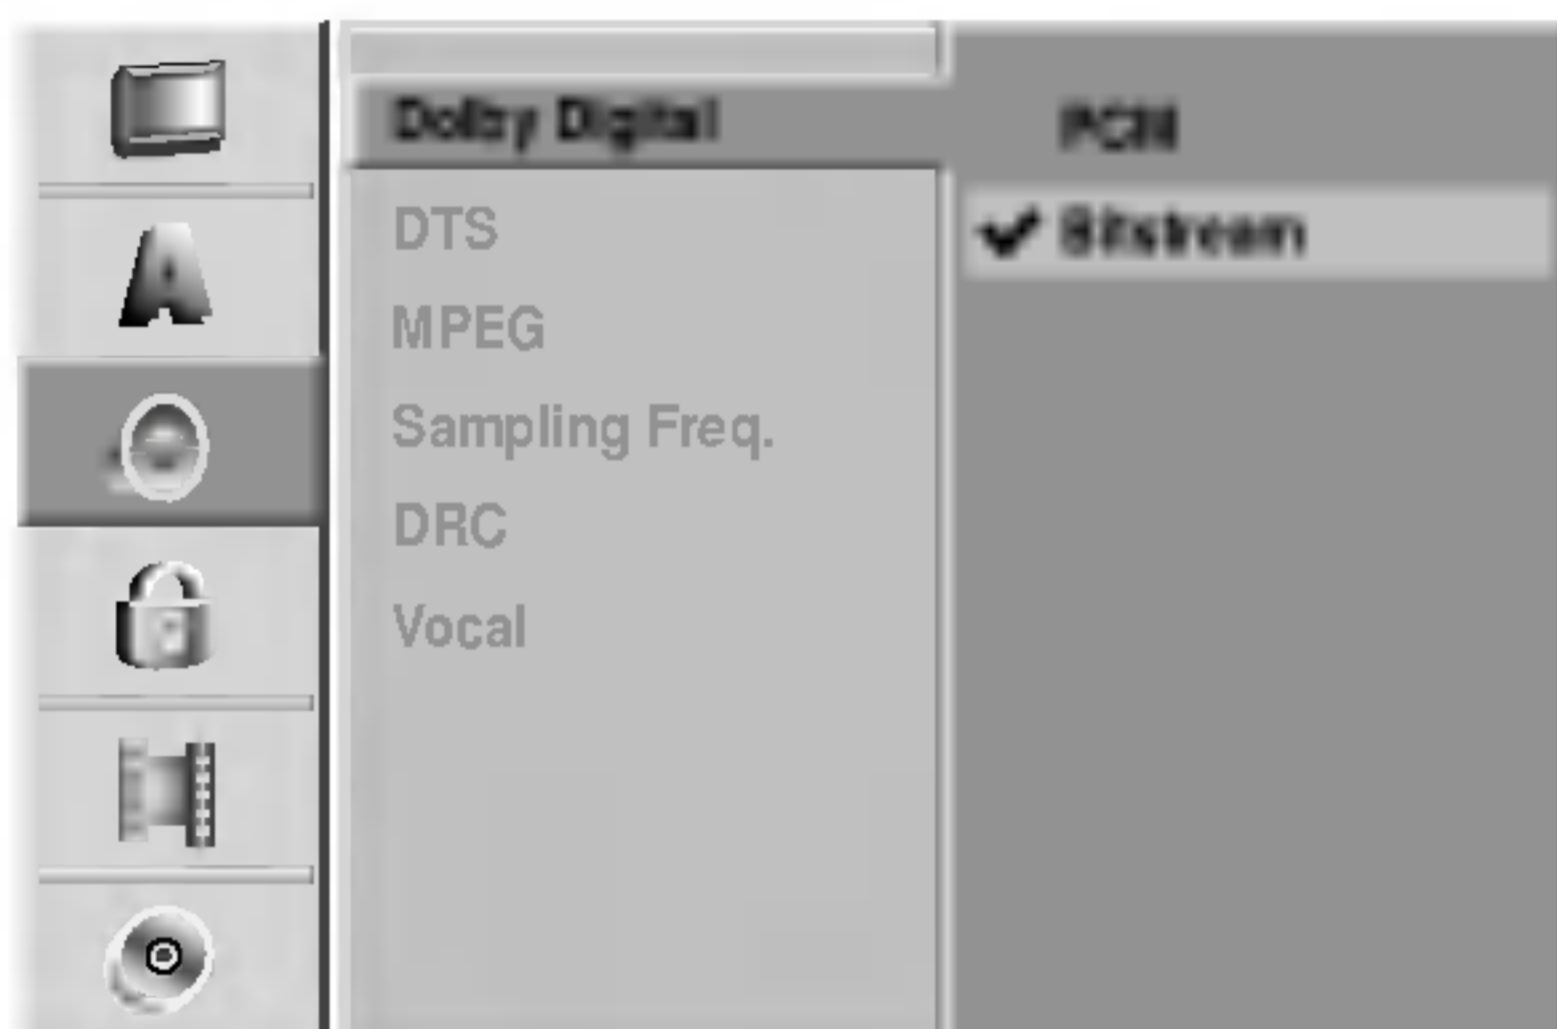 Dolby Digital
DTS
MPEG
Sampling Freq.
DRC
Vocal
PCM
Bitstream